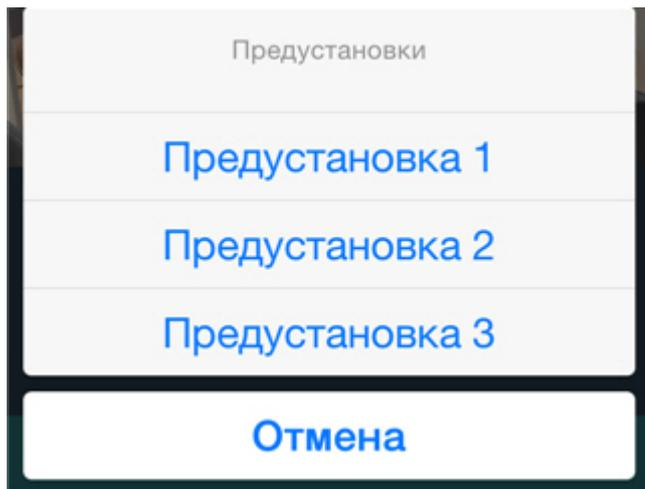 Предустановки
Предустановка 1
Предустановка 2
Предустановка 3
Отмена